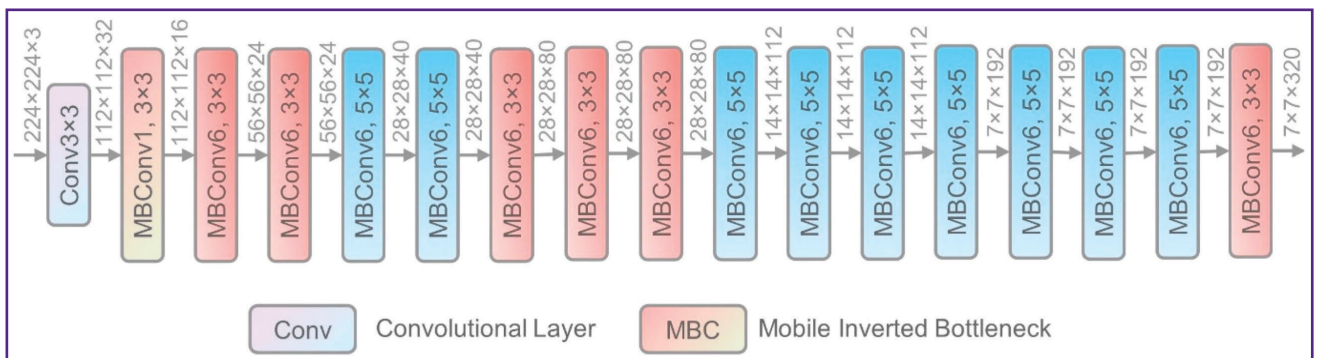 224×224×3
Conv3×3
112×112×32
MBConv1, 3×3
112×112×16
MBConv6, 3×3
56×56×24
MBConv6, 3×3
56×56×24
MBConv6, 5×5
28×28×40
MBConv6, 5×5
28×28×40
MBConv6, 3×3
28×28×80
MBConv6, 3×3
28×28×80
MBConv6, 3×3
28×28×80
MBConv6, 5×5
14×14×112
MBConv6, 5×5
14×14×112
MBConv6, 5×5
14×14×112
MBConv6, 5×5
7×7×192
MBConv6, 5×5
7×7×192
MBConv6, 5×5
7×7×192
MBConv6, 5×5
7×7×192
MBConv6, 3×3
7×7×320
Conv Convolutional Layer MBC Mobile Inverted Bottleneck